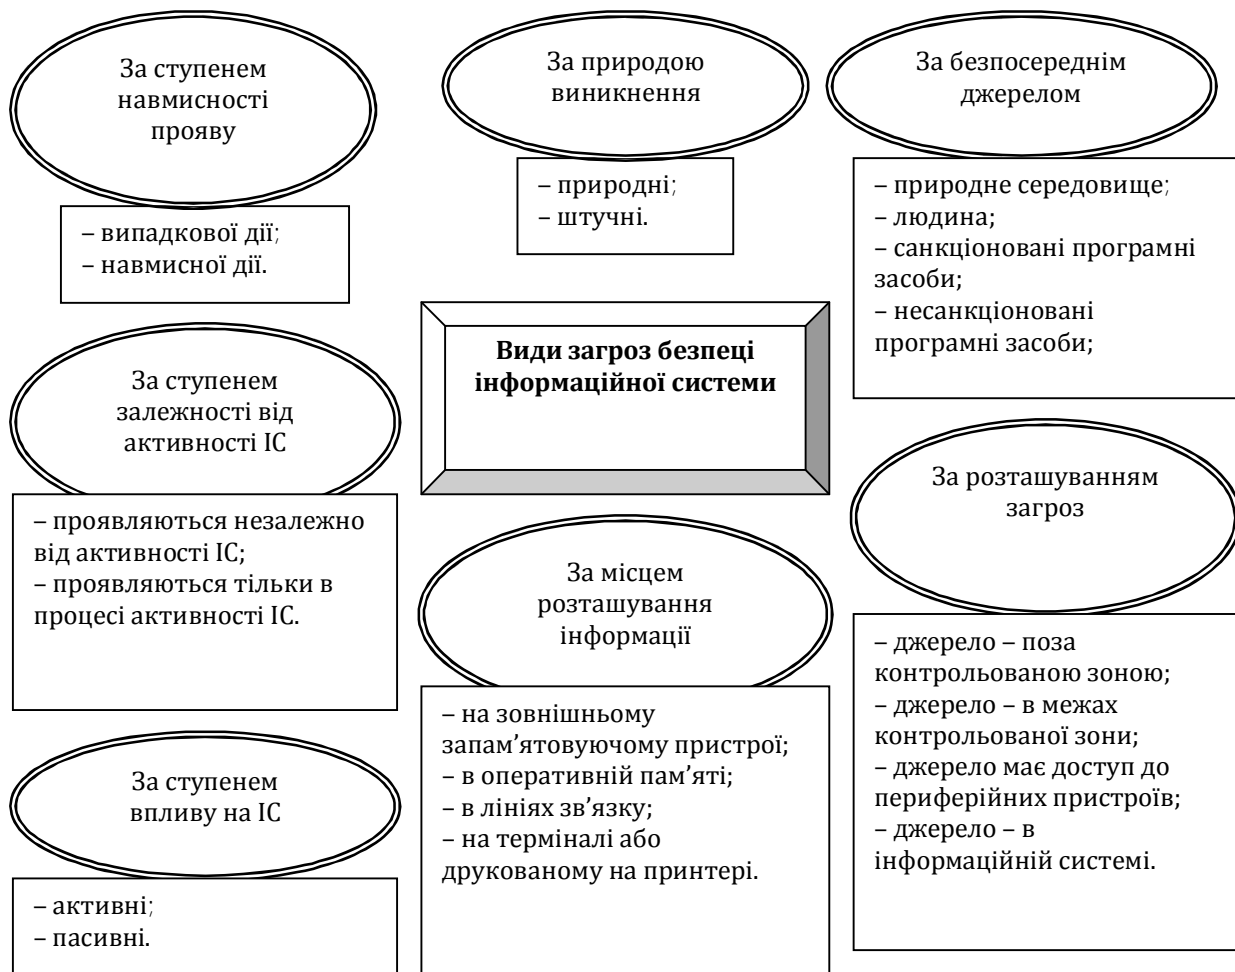 За ступенем
навмисності
прояву
– випадкової дії;
– навмисної дії.
За природою
виникнення
– природні;
– штучні.
За безпосереднім
джерелом
– природне середовище;
– людина;
– санкціоновані програмні
засоби;
– несанкціоновані
програмні засоби;
Види загроз безпеці
інформаційної системи
За ступенем
залежності від
активності ІС
– проявляються незалежно
від активності ІС;
– проявляються тільки в
процесі активності ІС.
За місцем
розташування
інформації
– на зовнішньому
запам’ятовуючому пристрої;
– в оперативній пам’яті;
– в лініях зв’язку;
– на терміналі або
друкованому на принтері.
За розташуванням
загроз
– джерело – поза
контрольованою зоною;
– джерело – в межах
контрольованої зони;
– джерело має доступ до
периферійних пристроїв;
– джерело – в
інформаційній системі.
За ступенем
впливу на ІС
– активні;
– пасивні.